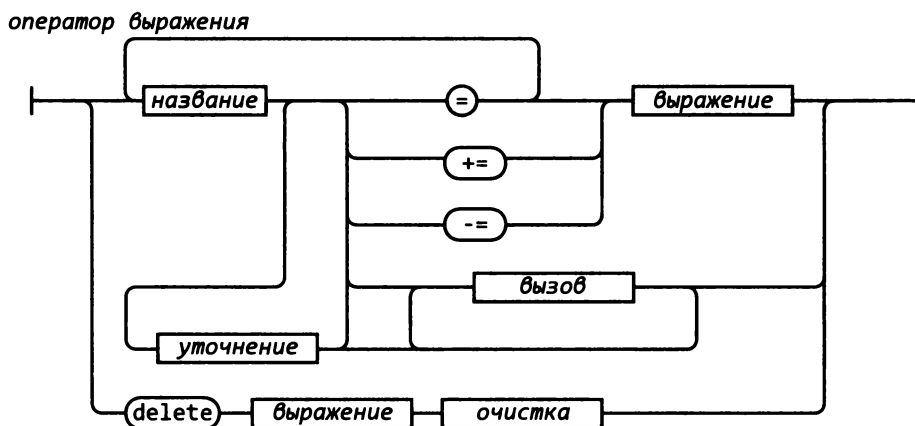 оператор выражения
название = выражение
+=
-=
вызов
уточнение
delete выражение очистка